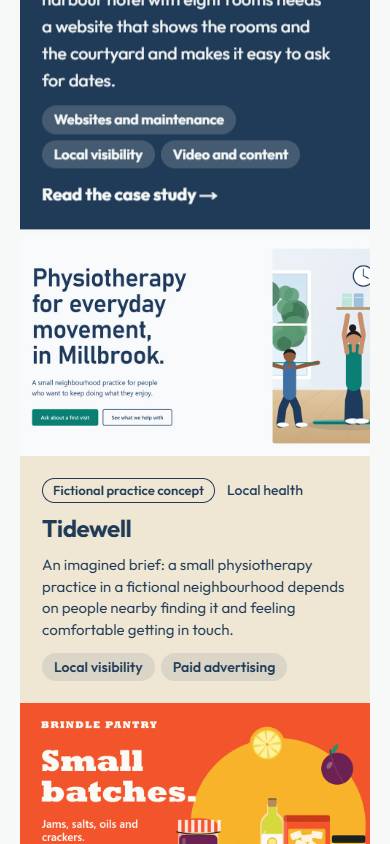 harbour hotel with eight rooms needs
a website that shows the rooms and
the courtyard and makes it easy to ask
for dates.
Websites and maintenance
Local visibility
Video and content
Read the case study →
Physiotherapy
for everyday
movement,
in Millbrook.
A small neighbourhood practice for people
who want to keep doing what they enjoy.
Ask about a first visit
See what we help with
Fictional practice concept
Local health
Tidewell
An imagined brief: a small physiotherapy
practice in a fictional neighbourhood depends
on people nearby finding it and feeling
comfortable getting in touch.
Local visibility
Paid advertising
BRINDLE PANTRY
Small
batches.
Jams, salts, oils and
crackers.